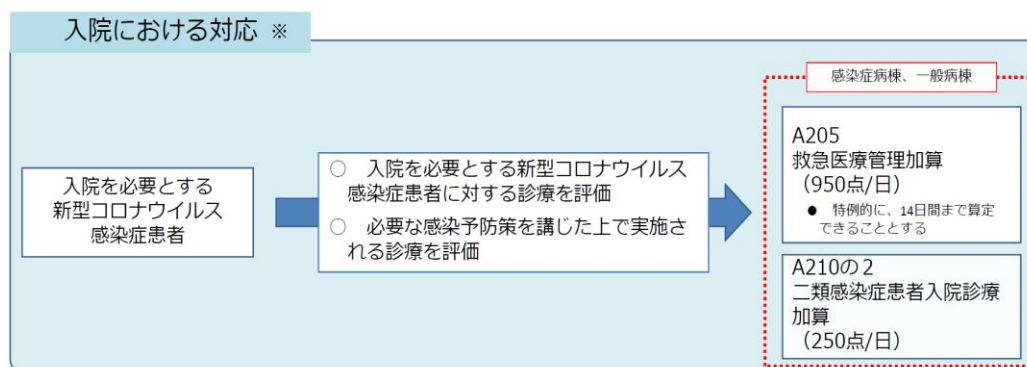 入院における対応 ※
感染症病棟、一般病棟
入院を必要とする
新型コロナウイルス
感染症患者
○ 入院を必要とする新型コロナウイルス
感染症患者に対する診療を評価
○ 必要な感染予防策を講じた上で実施さ
れる診療を評価
A205
救急医療管理加算
（950点/日）
● 特例的に、14日間まで算定
できることとする
A210の２
二類感染症患者入院診療
加算
（250点/日）